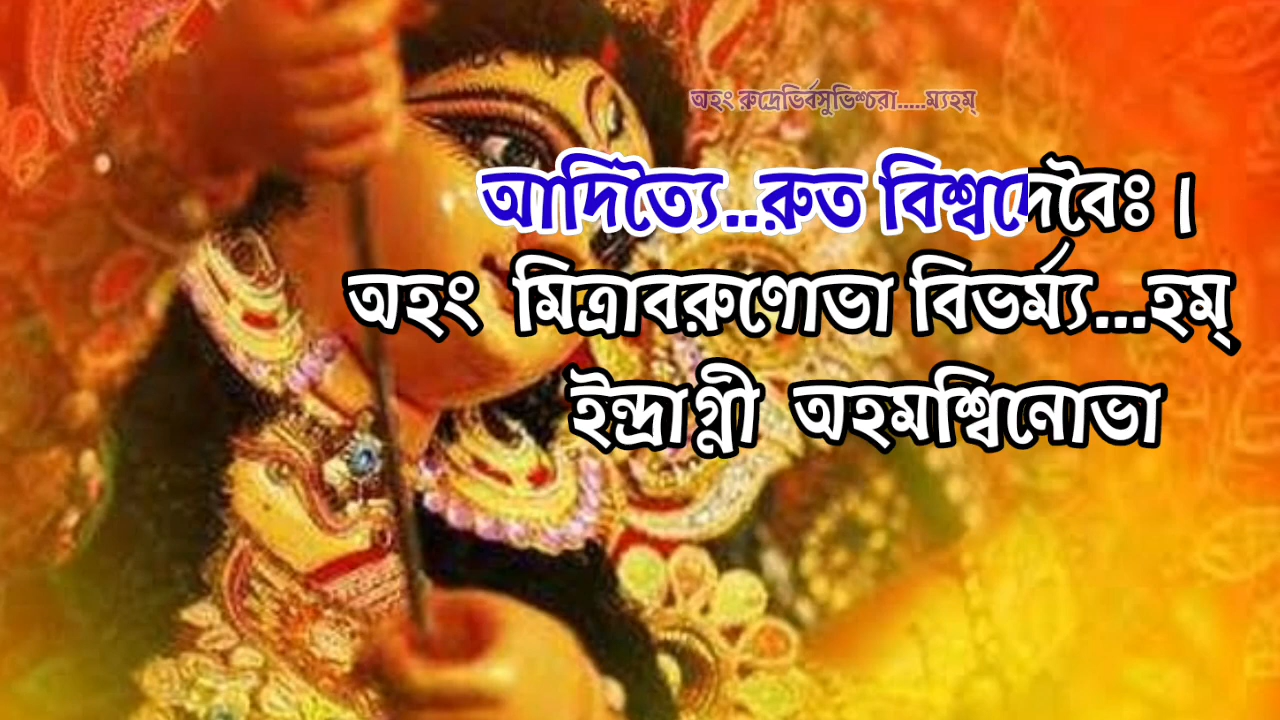 অহং রুদ্রেভির্বসুভিশ্চরা.....ম্যহম্
আদিত্যৈ..রুত বিশ্বদেবৈঃ ।
অহং মিত্রাবরুণোভা বিভর্ম্ম্য...হম্
ইন্দ্রাগ্নী অহমশ্বিনোভা